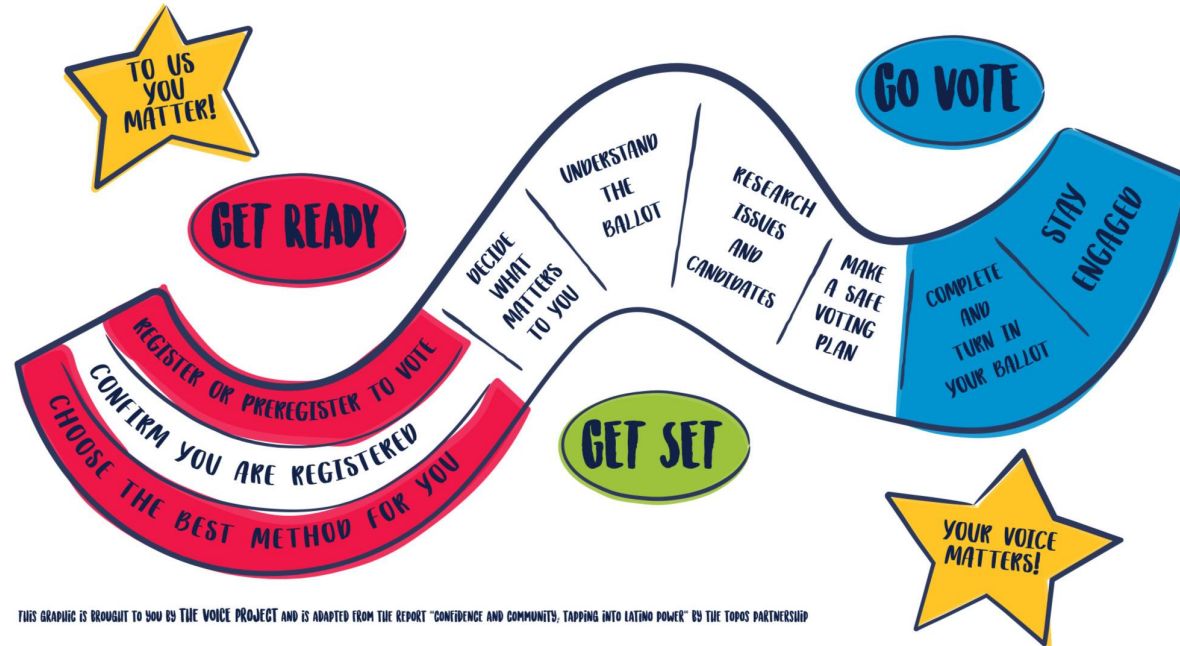 TO US
YOU
MATTER!
GET READY
REGISTER OR PREREGISTER TO VOTE
CONFIRM YOU ARE REGISTERED
CHOOSE THE BEST METHOD FOR YOU
GET SET
DECIDE
WHAT
MATTERS
TO YOU
UNDERSTAND
THE
BALLOT
RESEARCH
ISSUES
AND
CANDIDATES
MAKE
A SAFE
VOTING
PLAN
GO VOTE
COMPLETE
AND
TURN IN
YOUR BALLOT
STAY
ENGAGED
YOUR VOICE
MATTERS!
THIS GRAPHIC IS BROUGHT TO YOU BY THE VOICE PROJECT AND IS ADAPTED FROM THE REPORT "CONFIDENCE AND COMMUNITY; TAPPING INTO LATINO POWER" BY THE TOPOS PARTNERSHIP